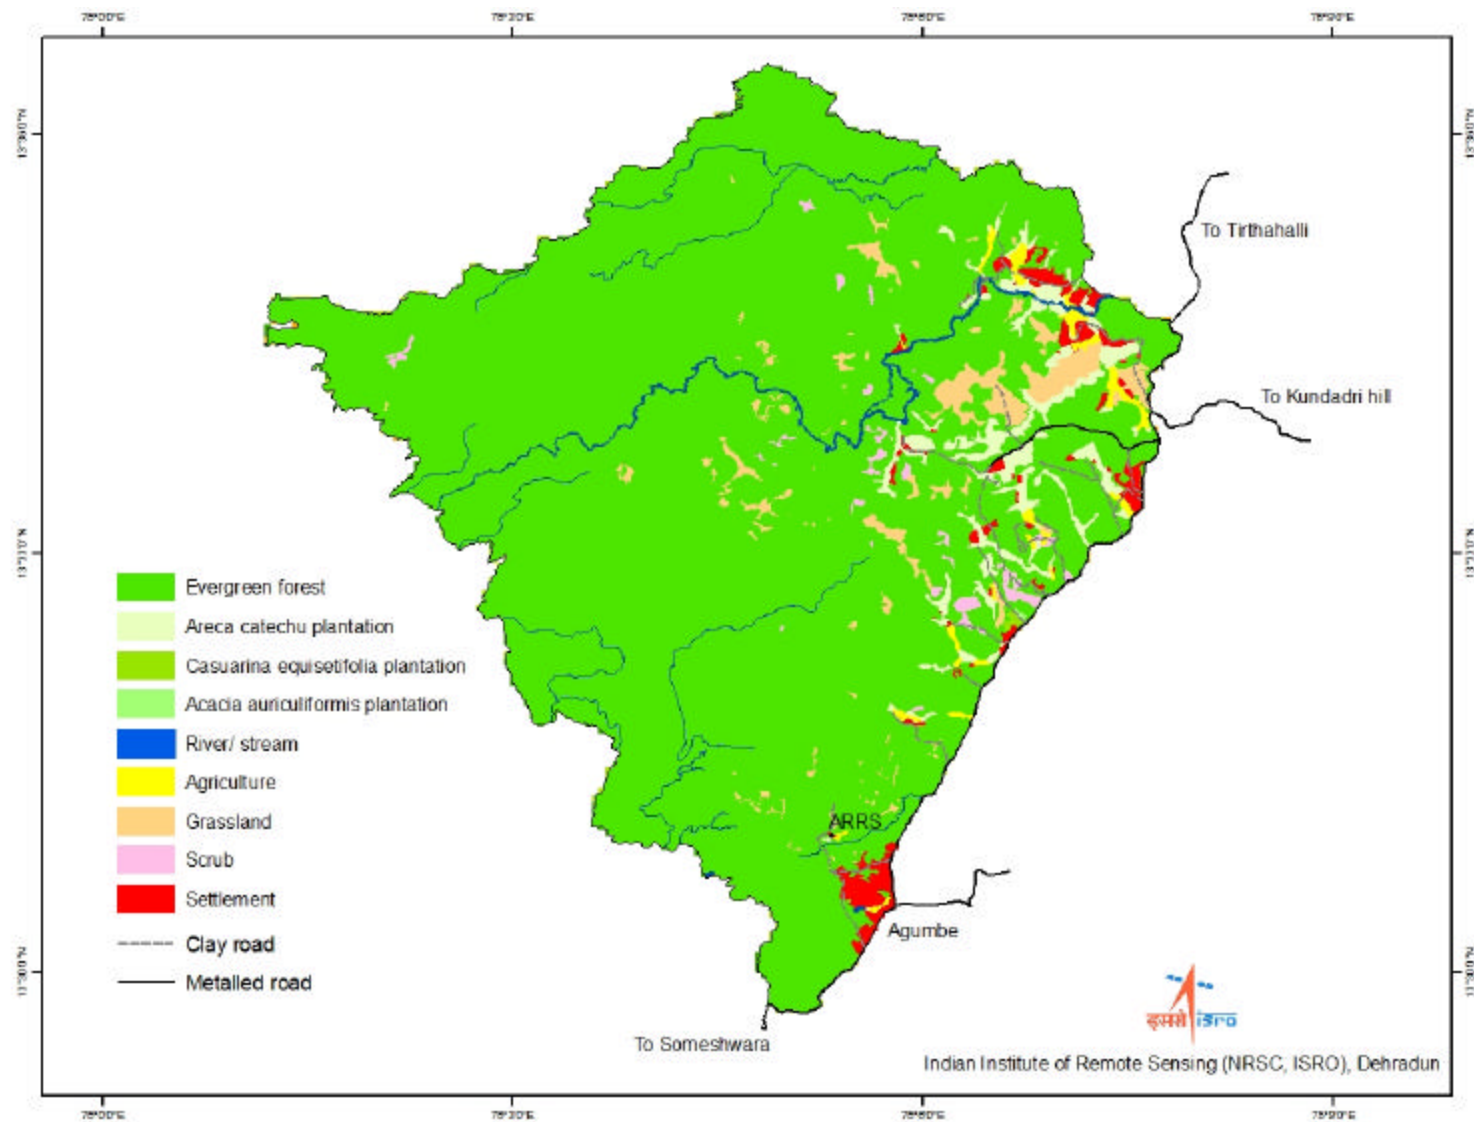 To Tirthahalli
To Kundadri hill
Evergreen forest
Areca catechu plantation
Casuarina equisetifolia plantation
Acacia auriculiformis plantation
River/ stream
Agriculture
Grassland
ARRS
Scrub
Settlement
Agumbe
Clay road
Metalled road
To Someshwara
इसरो isro
Indian Institute of Remote Sensing (NRSC, ISRO), Dehradun